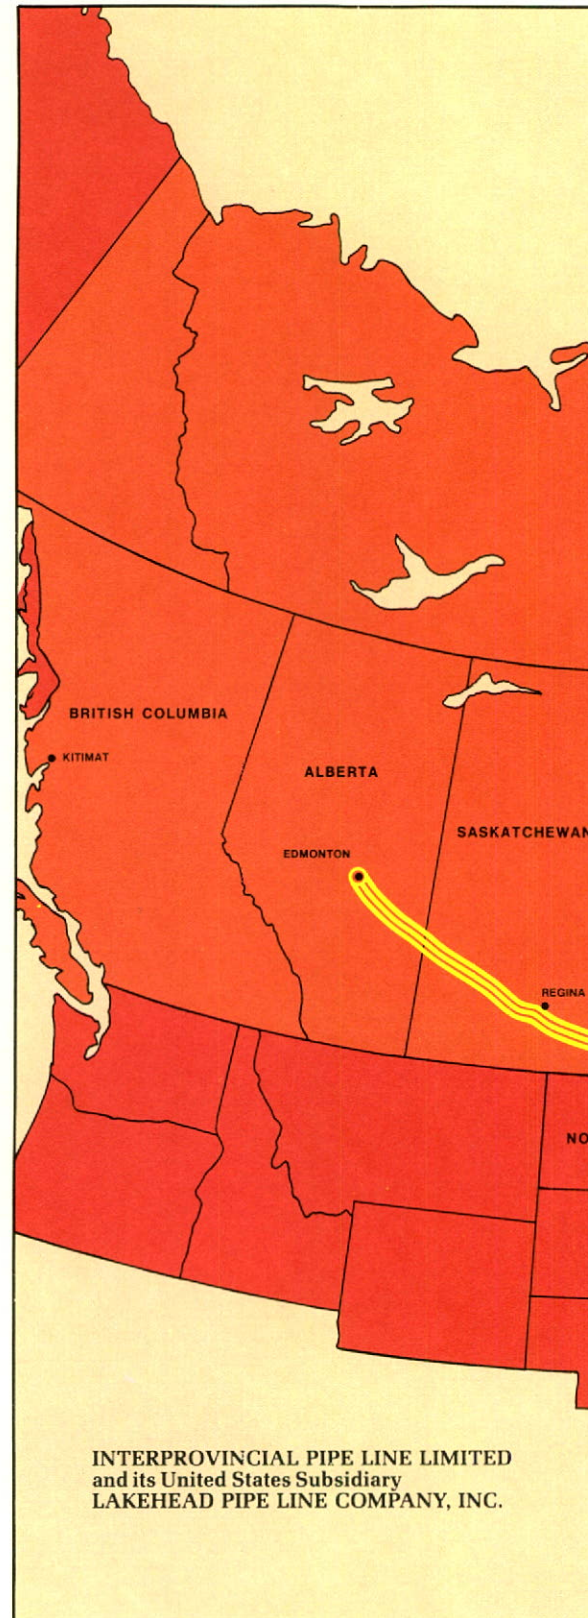 BRITISH COLUMBIA
KITIMAT
ALBERTA
SASKATCHEWAN
EDMONTON
REGINA
NO
INTERPROVINCIAL PIPE LINE LIMITED
and its United States Subsidiary
LAKEHEAD PIPE LINE COMPANY, INC.